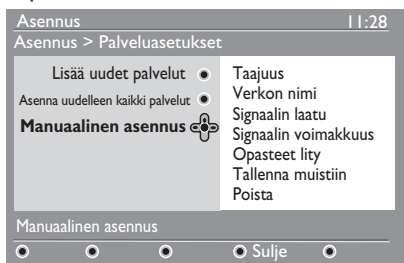 Asennus 11:28
Asennus > Palveluasetukset
Lisää uudet palvelut
Asenna uudelleen kaikki palvelut
Manuaalinen asennus
Taajuus
Verkon nimi
Signaalin laatu
Signaalin voimakkuus
Opasteet lity
Tallenna muistiin
Poista
Manuaalinen asennus
Sulje